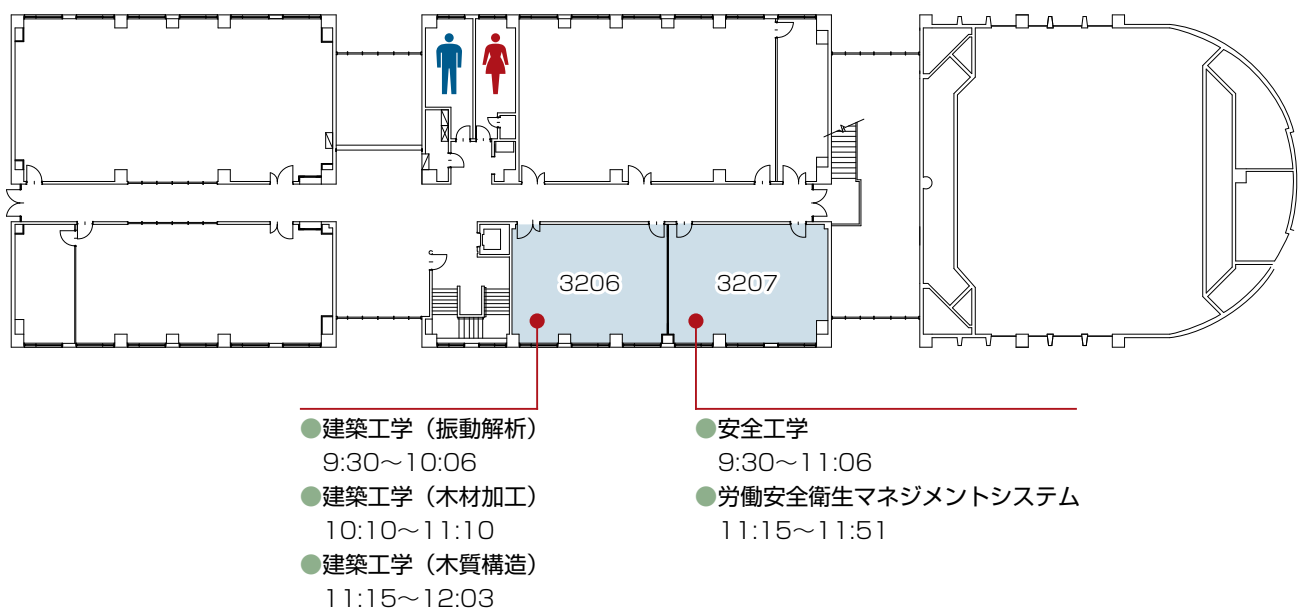 3206
3207
●建築工学（振動解析）
9:30～10:06
●建築工学（木材加工）
10:10～11:10
●建築工学（木質構造）
11:15～12:03
●安全工学
9:30～11:06
●労働安全衛生マネジメントシステム
11:15～11:51